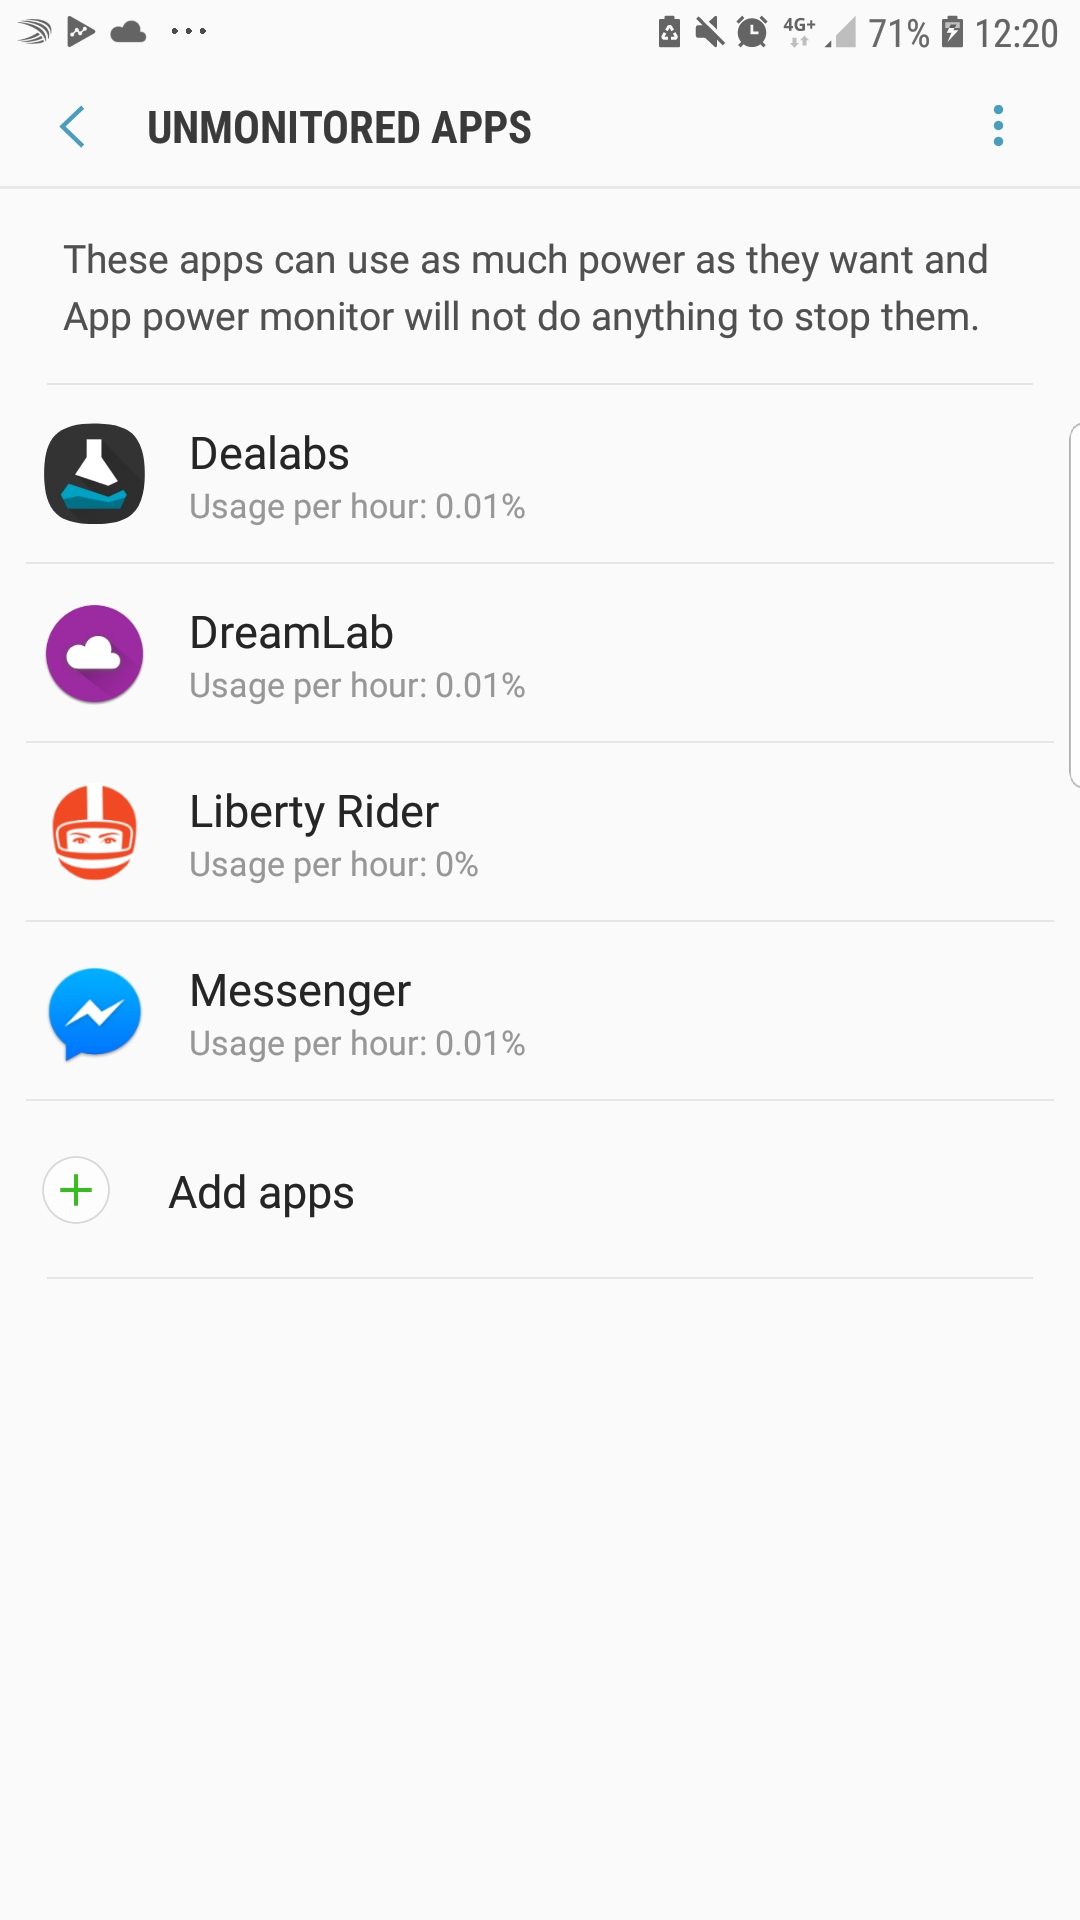 4G+ 71% 12:20
UNMONITORED APPS
These apps can use as much power as they want and
App power monitor will not do anything to stop them.
Dealabs
Usage per hour: 0.01%
DreamLab
Usage per hour: 0.01%
Liberty Rider
Usage per hour: 0%
Messenger
Usage per hour: 0.01%
Add apps